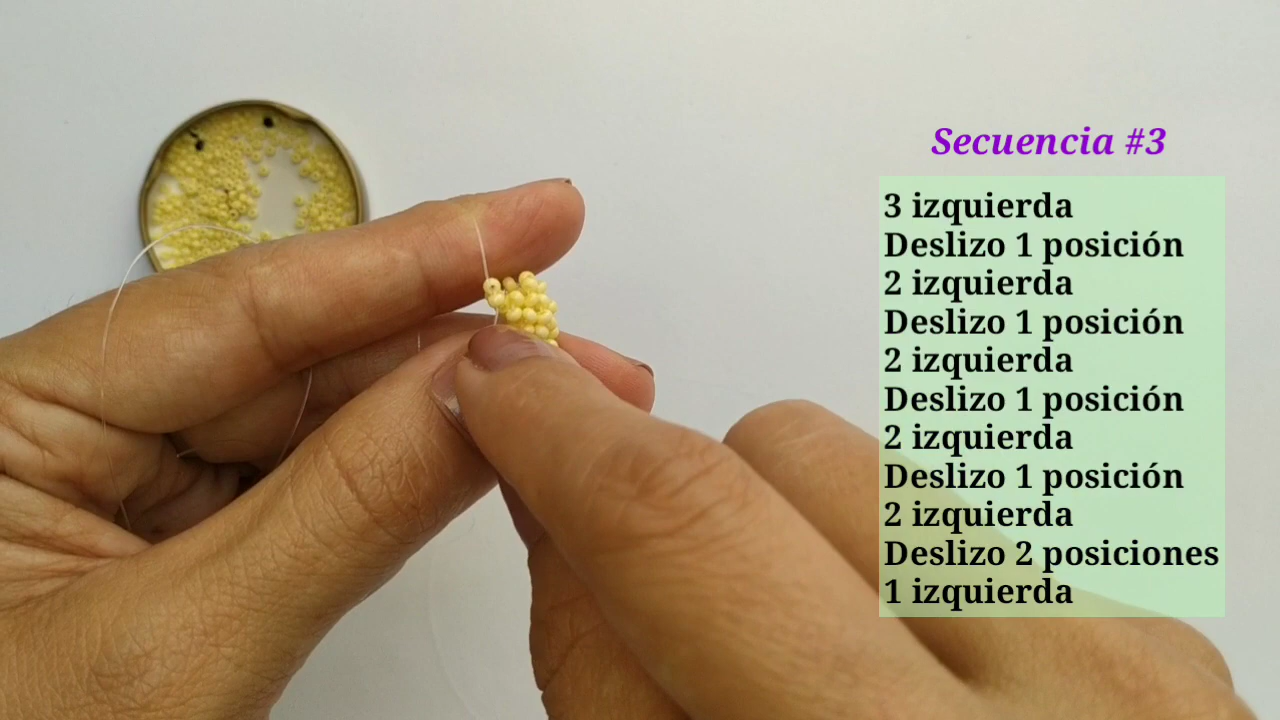 Secuencia #3
3 izquierda
Deslizo 1 posición
2 izquierda
Deslizo 1 posición
2 izquierda
Deslizo 1 posición
2 izquierda
Deslizo 1 posición
2 izquierda
Deslizo 2 posiciones
1 izquierda